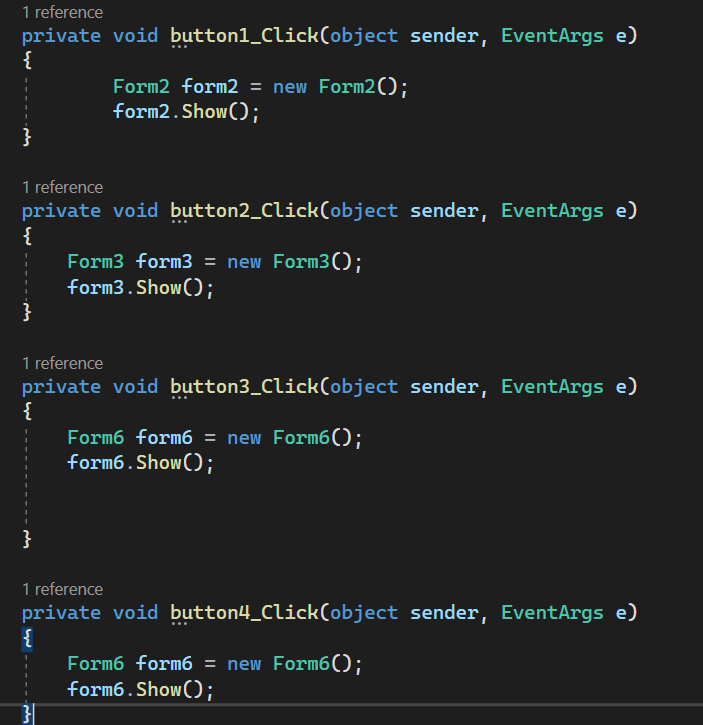 1 reference
private void button1_Click(object sender, EventArgs e)
{
        Form2 form2 = new Form2();
        form2.Show();
}
1 reference
private void button2_Click(object sender, EventArgs e)
{
    Form3 form3 = new Form3();
    form3.Show();
}
1 reference
private void button3_Click(object sender, EventArgs e)
{
    Form6 form6 = new Form6();
    form6.Show();
}
1 reference
private void button4_Click(object sender, EventArgs e)
{
    Form6 form6 = new Form6();
    form6.Show();
}